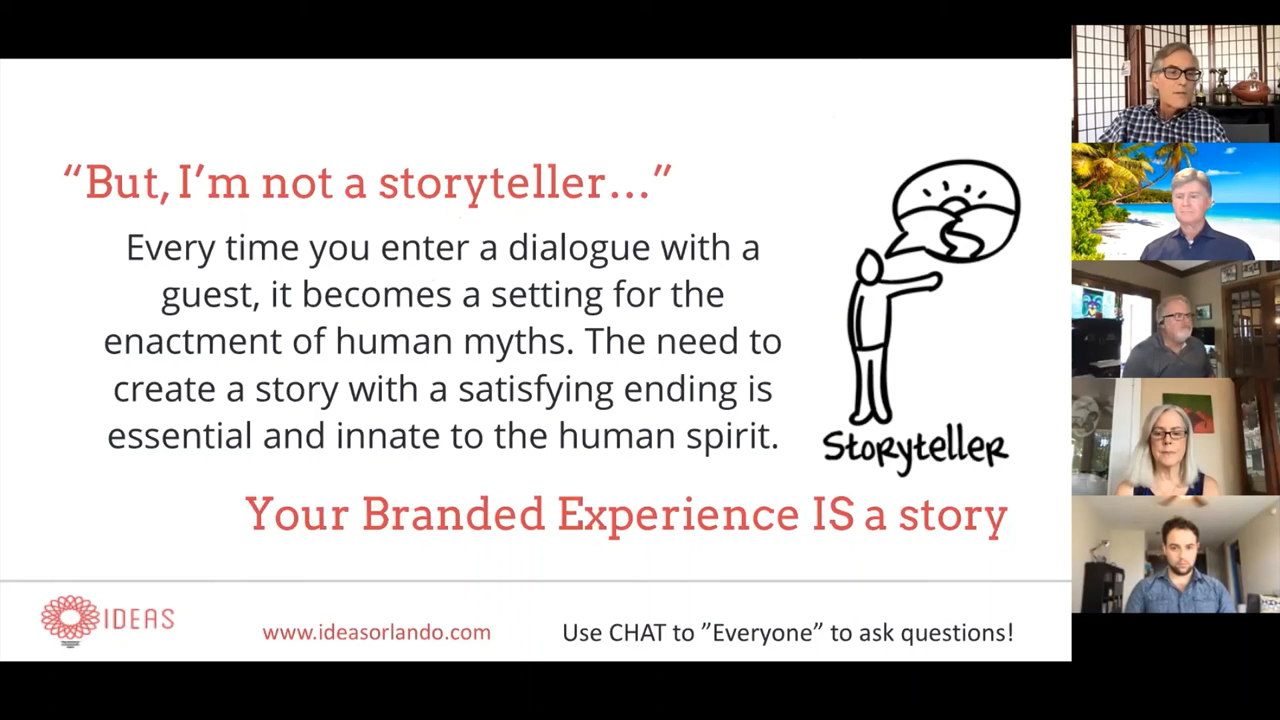 “But, I’m not a storyteller...”
Every time you enter a dialogue with a
guest, it becomes a setting for the
enactment of human myths. The need to
create a story with a satisfying ending is
essential and innate to the human spirit.
Storyteller
Your Branded Experience IS a story
IDEAS
www.ideasorlando.com
Use CHAT to ”Everyone” to ask questions!